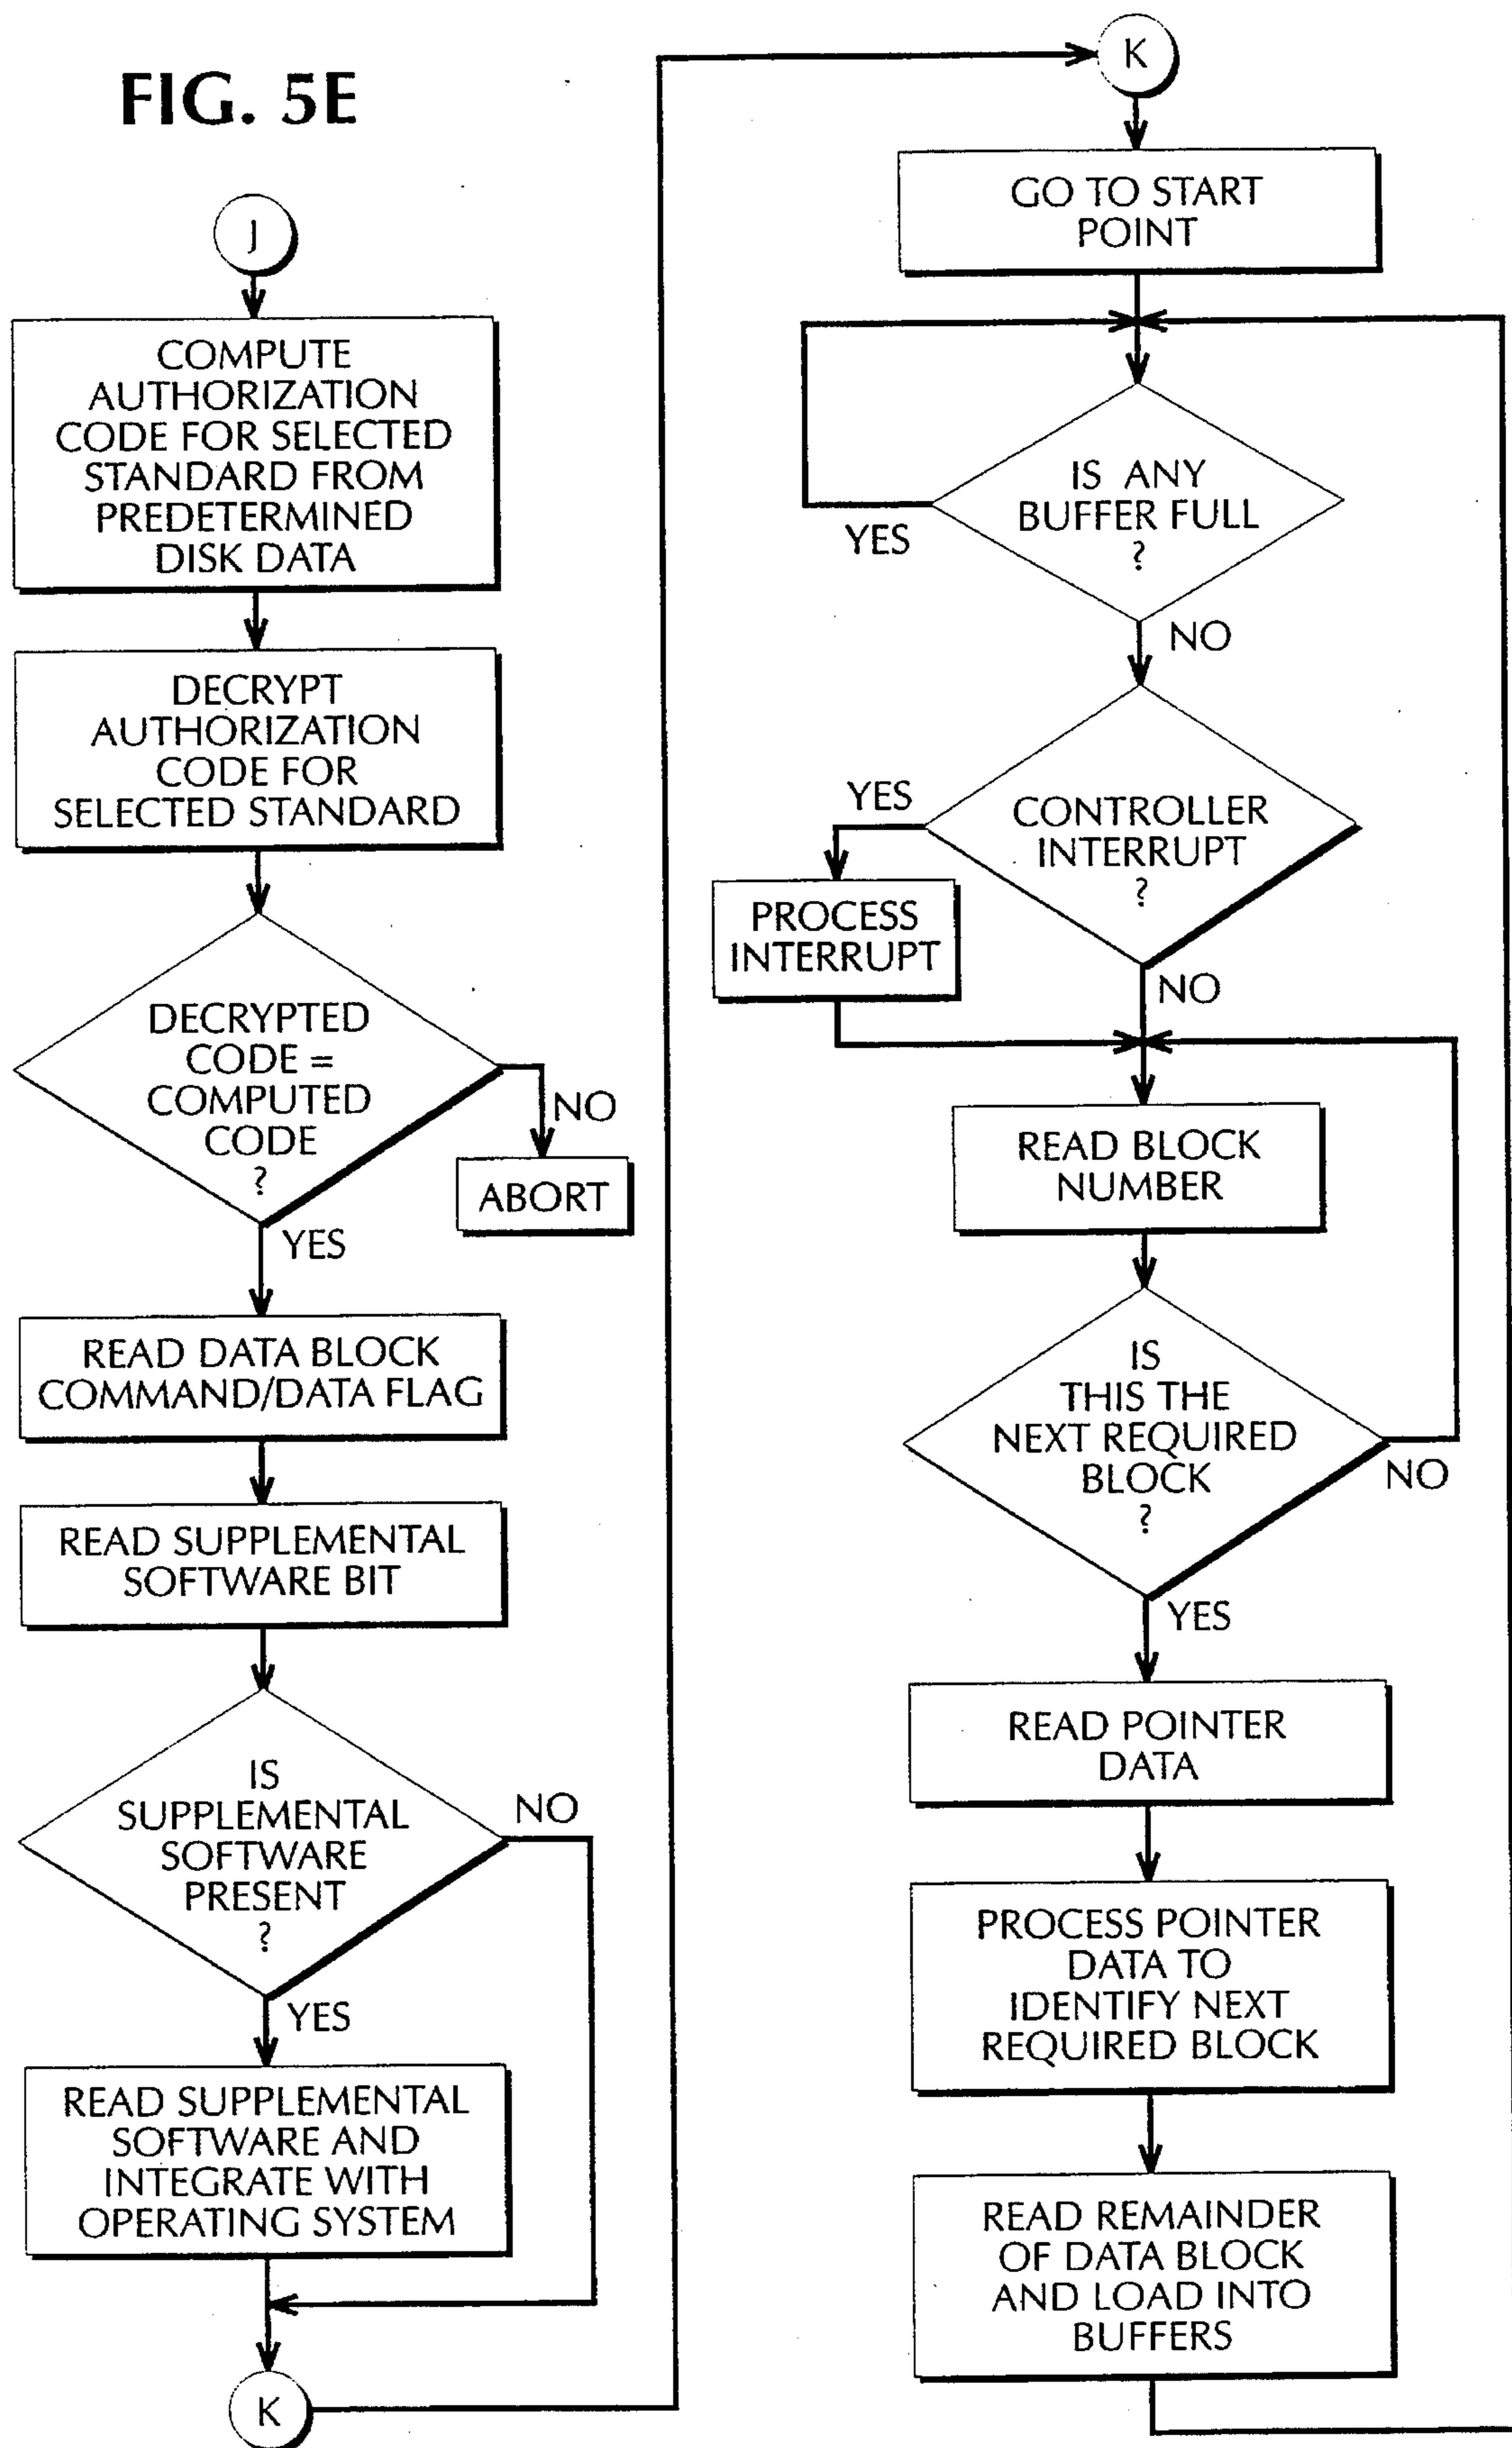 FIG. 5E
J
COMPUTE
AUTHORIZATION
CODE FOR SELECTED
STANDARD FROM
PREDETERMINED
DISK DATA
DECRYPT
AUTHORIZATION
CODE FOR
SELECTED STANDARD
DECRYPTED
CODE =
COMPUTED
CODE
?
NO
ABORT
YES
READ DATA BLOCK
COMMAND/DATA FLAG
READ SUPPLEMENTAL
SOFTWARE BIT
IS
SUPPLEMENTAL
SOFTWARE
PRESENT
?
NO
YES
READ SUPPLEMENTAL
SOFTWARE AND
INTEGRATE WITH
OPERATING SYSTEM
K
K
GO TO START
POINT
IS ANY
BUFFER FULL
?
YES
NO
CONTROLLER
INTERRUPT
?
YES
PROCESS
INTERRUPT
NO
READ BLOCK
NUMBER
IS
THIS THE
NEXT REQUIRED
BLOCK
?
NO
YES
READ POINTER
DATA
PROCESS POINTER
DATA TO
IDENTIFY NEXT
REQUIRED BLOCK
READ REMAINDER
OF DATA BLOCK
AND LOAD INTO
BUFFERS